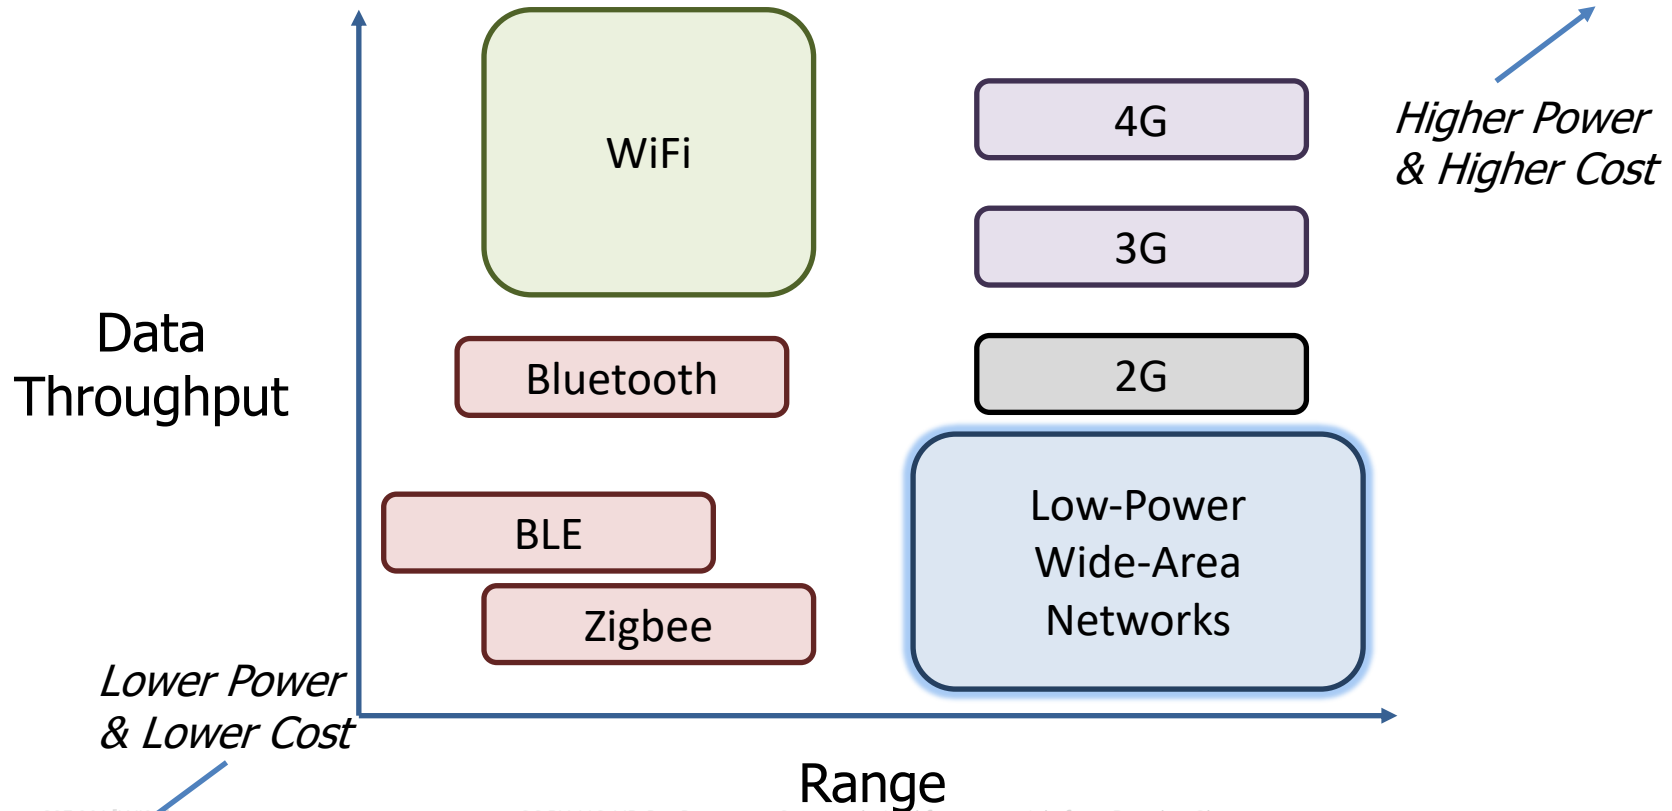 WiFi
4G
Higher Power
& Higher Cost
3G
Data
Throughput
Bluetooth
2G
BLE
Low-Power
Wide-Area
Networks
Zigbee
Lower Power
& Lower Cost
Range